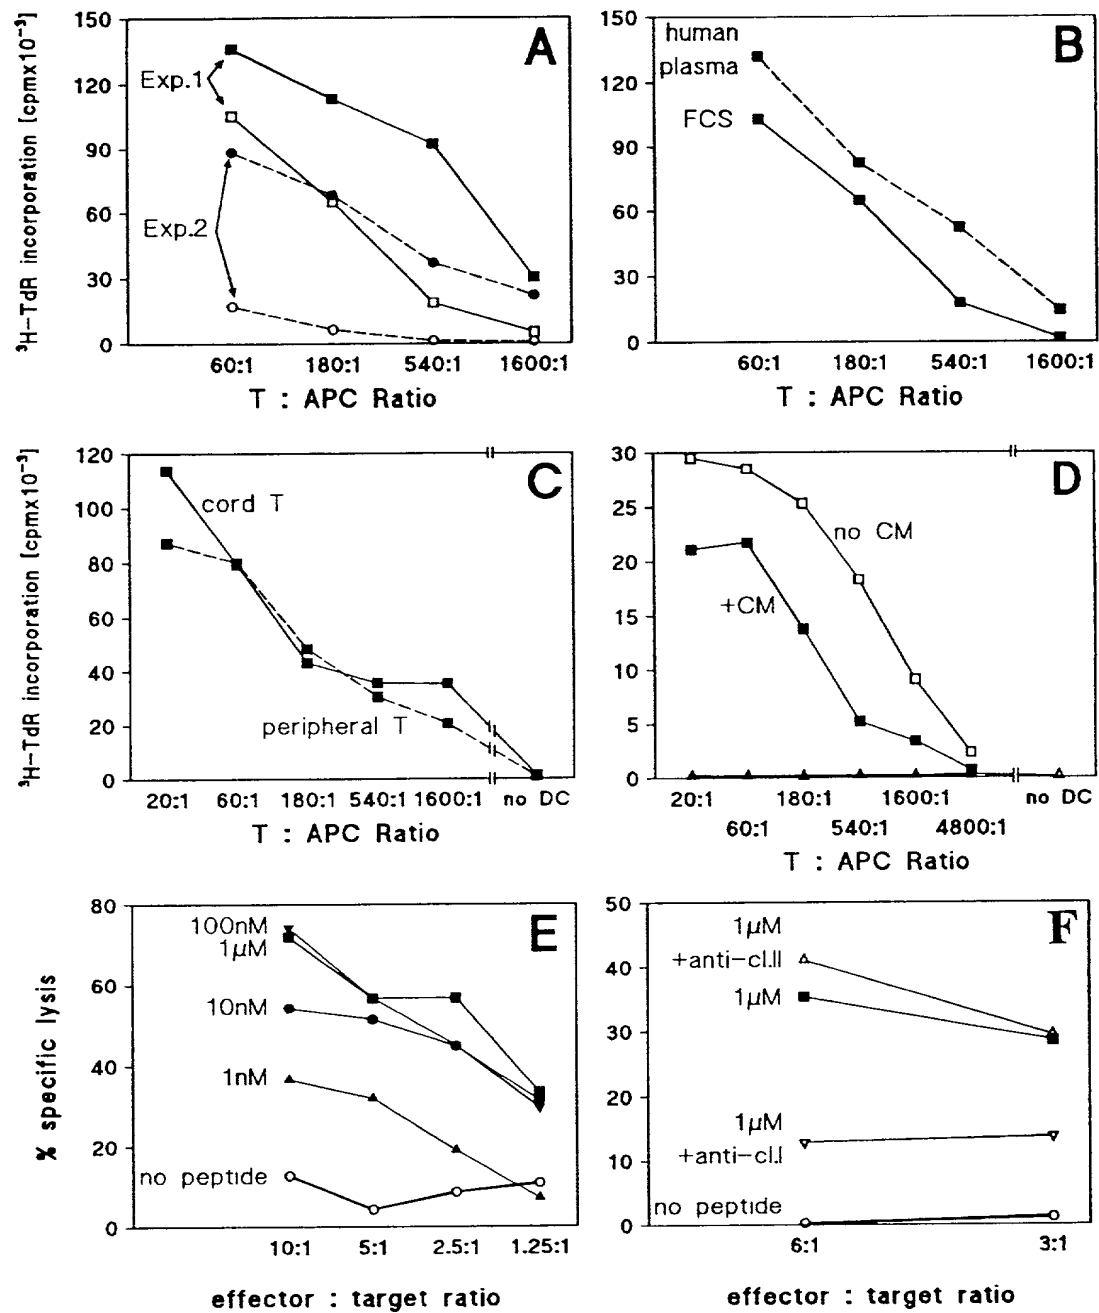 A
³H-TdR incorporation [cpmx10⁻³]
150
120
90
60
30
0
Exp.1
Exp.2
60:1 180:1 540:1 1600:1
T : APC Ratio
B
150
120
90
60
30
0
human
plasma
FCS
60:1 180:1 540:1 1600:1
T : APC Ratio
C
³H-TdR incorporation [cpmx10⁻³]
120
100
80
60
40
20
0
cord T
peripheral T
20:1 60:1 180:1 540:1 1600:1 no DC
T : APC Ratio
D
30
25
20
15
10
5
0
no CM
+CM
20:1 180:1 1600:1 no DC
60:1 540:1 4800:1
T : APC Ratio
E
% specific lysis
80
60
40
20
0
100nM
1µM
10nM
1nM
no peptide
10:1 5:1 2.5:1 1.25:1
effector : target ratio
F
50
40
30
20
10
0
1µM
+anti-cl.II
1µM
1µM
+anti-cl.I
no peptide
6:1 3:1
effector : target ratio